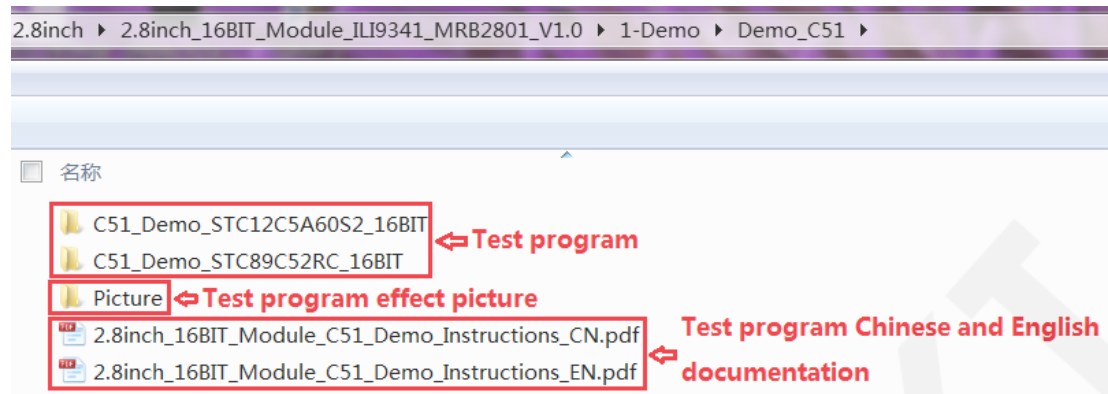 2.8inch ▸ 2.8inch_16BIT_Module_ILI9341_MRB2801_V1.0 ▸ 1-Demo ▸ Demo_C51 ▸
名称
C51_Demo_STC12C5A60S2_16BIT
Test program
C51_Demo_STC89C52RC_16BIT
Picture Test program effect picture
2.8inch_16BIT_Module_C51_Demo_Instructions_CN.pdf
Test program Chinese and English
2.8inch_16BIT_Module_C51_Demo_Instructions_EN.pdf
documentation